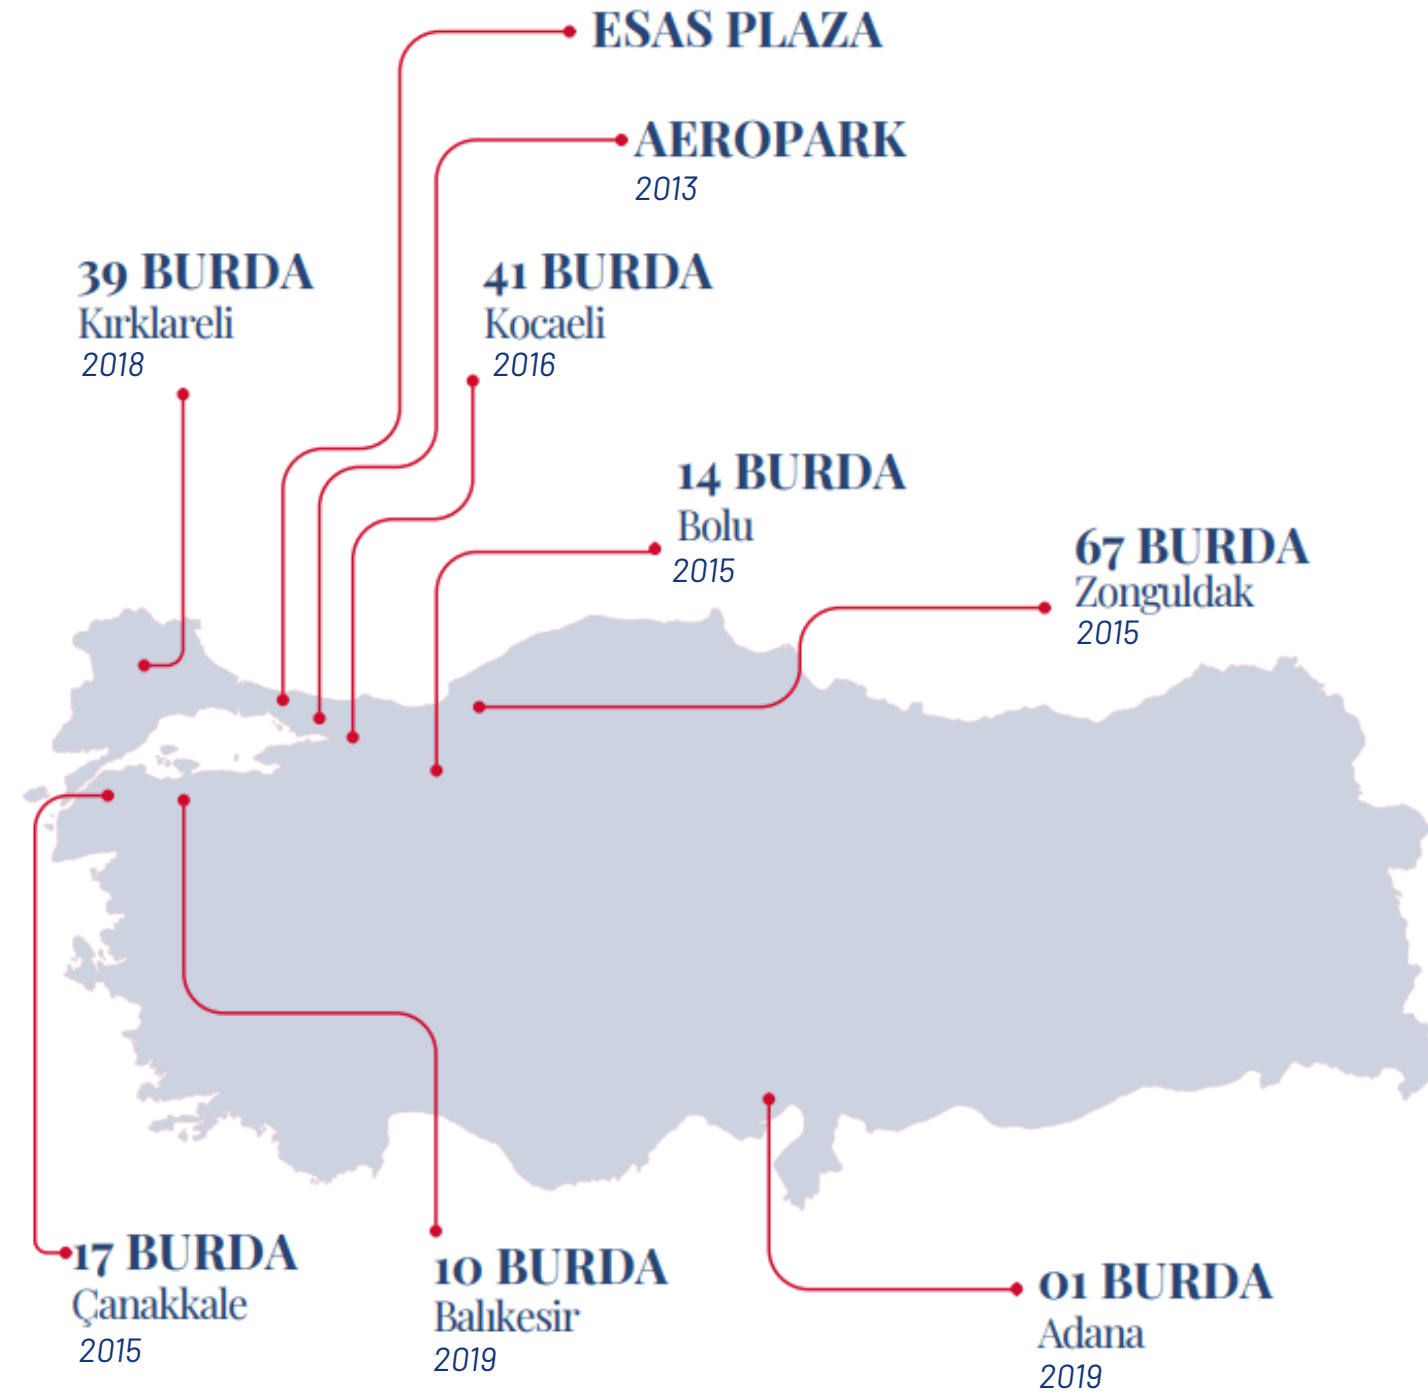 ESAS PLAZA
AEROPARK
2013
39 BURDA
Kırklareli
2018
41 BURDA
Kocaeli
2016
14 BURDA
Bolu
2015
67 BURDA
Zonguldak
2015
17 BURDA
Çanakkale
2015
10 BURDA
Balıkesir
2019
01 BURDA
Adana
2019